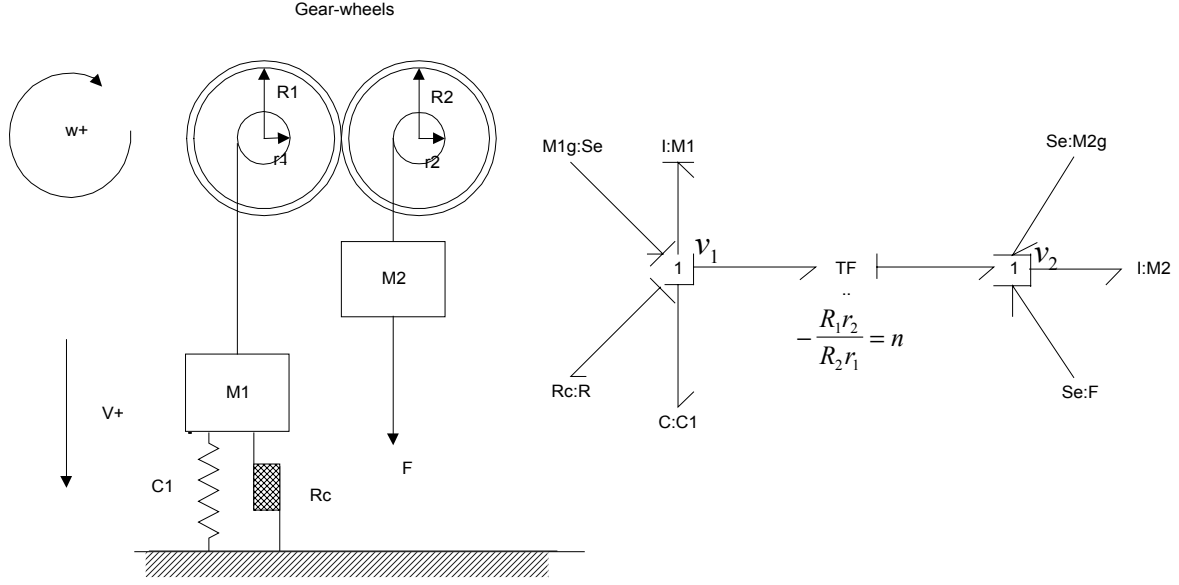 Gear-wheels
w+
R1
R2
r1
r2
M2
M1
V+
C1
Rc
F
M1g:Se
I:M1
Se:M2g
1
v₁
TF
..
1
v₂
I:M2
− R₁r₂ / R₂r₁ = n
Rc:R
C:C1
Se:F